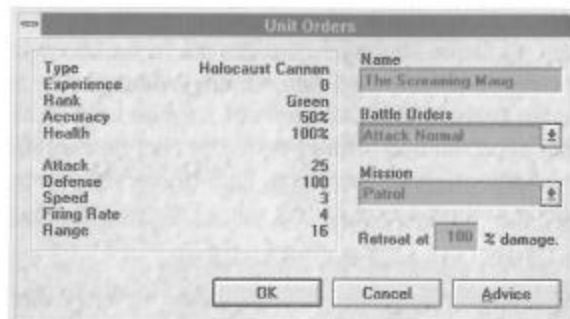 Unit Orders
Type Holocaust Cannon
Experience 0
Rank Green
Accuracy 50%
Health 100%
Attack 25
Defense 100
Speed 3
Firing Rate 4
Range 16
Name
The Screaming Maug
Battle Orders
Attack Normal
Mission
Patrol
Retreat at 100 % damage.
OK Cancel Advice